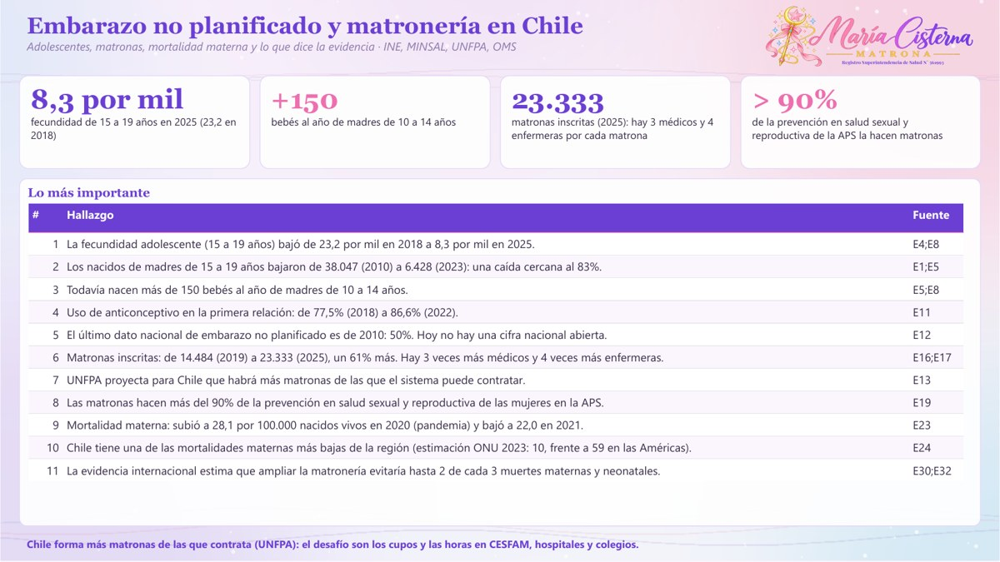 Embarazo no planificado y matronería en Chile
Adolescentes, matronas, mortalidad materna y lo que dice la evidencia · INE, MINSAL, UNFPA, OMS
María Cisterna
MATRONA
Registro Superintendencia de Salud N°
8,3 por mil
fecundidad de 15 a 19 años en 2025 (23,2 en
2018)
+150
bebés al año de madres de 10 a 14 años
23.333
matronas inscritas (2025): hay 3 médicos y 4
enfermeras por cada matrona
> 90%
de la prevención en salud sexual y
reproductiva de la APS la hacen matronas
Lo más importante
# Hallazgo Fuente
1 La fecundidad adolescente (15 a 19 años) bajó de 23,2 por mil en 2018 a 8,3 por mil en 2025. E4;E8
2 Los nacidos de madres de 15 a 19 años bajaron de 38.047 (2010) a 6.428 (2023): una caída cercana al 83%. E1;E5
3 Todavía nacen más de 150 bebés al año de madres de 10 a 14 años. E5;E8
4 Uso de anticonceptivo en la primera relación: de 77,5% (2018) a 86,6% (2022). E11
5 El último dato nacional de embarazo no planificado es de 2010: 50%. Hoy no hay una cifra nacional abierta. E12
6 Matronas inscritas: de 14.484 (2019) a 23.333 (2025), un 61% más. Hay 3 veces más médicos y 4 veces más enfermeras. E16;E17
7 UNFPA proyecta para Chile que habrá más matronas de las que el sistema puede contratar. E13
8 Las matronas hacen más del 90% de la prevención en salud sexual y reproductiva de las mujeres en la APS. E19
9 Mortalidad materna: subió a 28,1 por 100.000 nacidos vivos en 2020 (pandemia) y bajó a 22,0 en 2021. E23
10 Chile tiene una de las mortalidades maternas más bajas de la región (estimación ONU 2023: 10, frente a 59 en las Américas). E24
11 La evidencia internacional estima que ampliar la matronería evitaría hasta 2 de cada 3 muertes maternas y neonatales. E30;E32
Chile forma más matronas de las que contrata (UNFPA): el desafío son los cupos y las horas en CESFAM, hospitales y colegios.